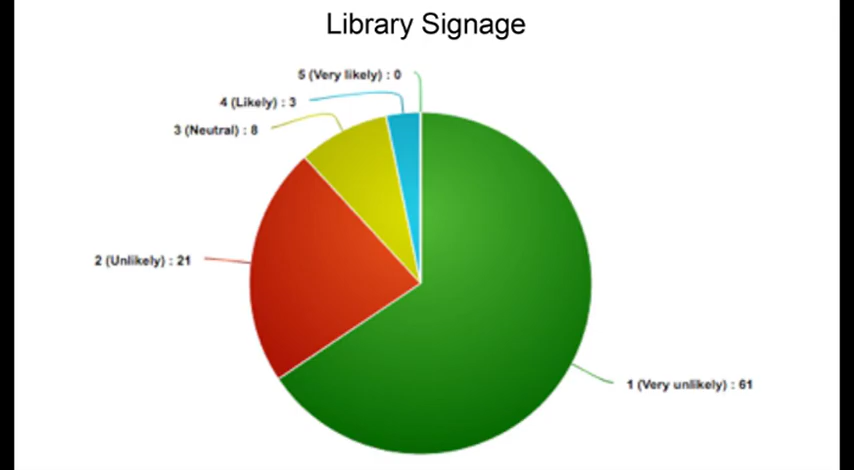 Library Signage
5 (Very likely) : 0
4 (Likely) : 3
3 (Neutral) : 8
2 (Unlikely) : 21
1 (Very unlikely) : 61